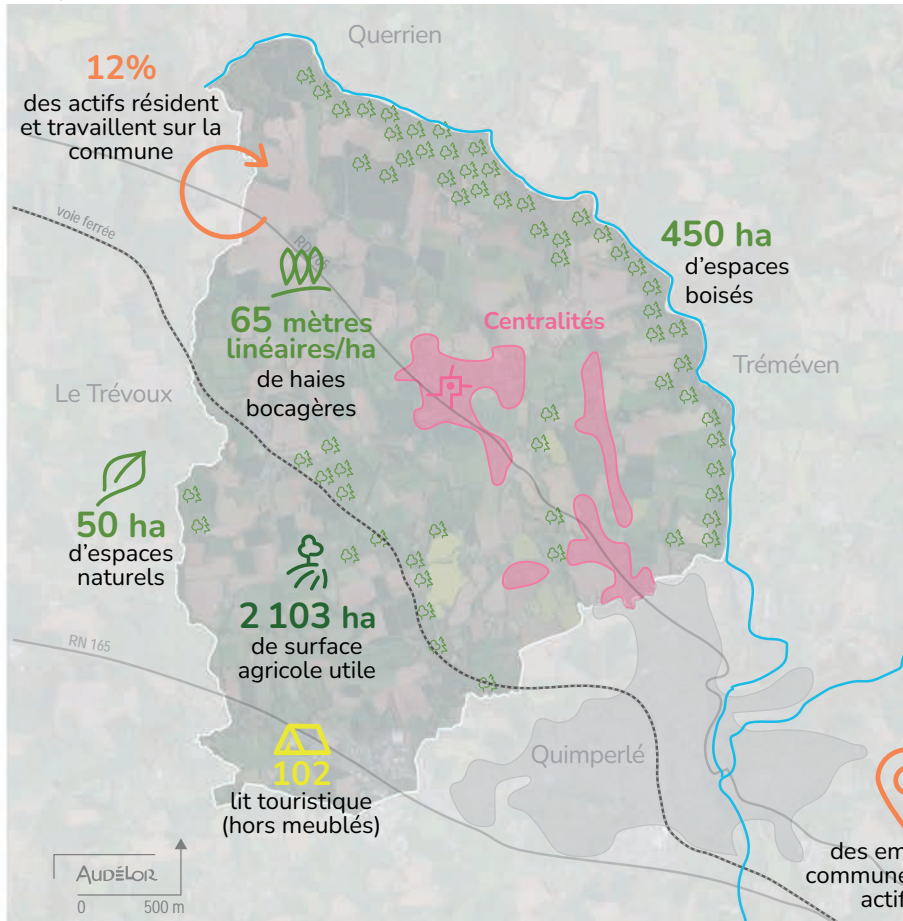 Querrien
12%
des actifs résident
et travaillent sur la
commune
voie ferrée
450 ha
d'espaces
boisés
65 mètres
linéaires/ha
de haies
bocagères
Centralités
Tréméven
Le Trévoux
50 ha
d'espaces
naturels
2 103 ha
de surface
agricole utile
RN 165
Quimperlé
102
lit touristique
(hors meublés)
AUDÉLOR
0 500 m
des em
commune
actif